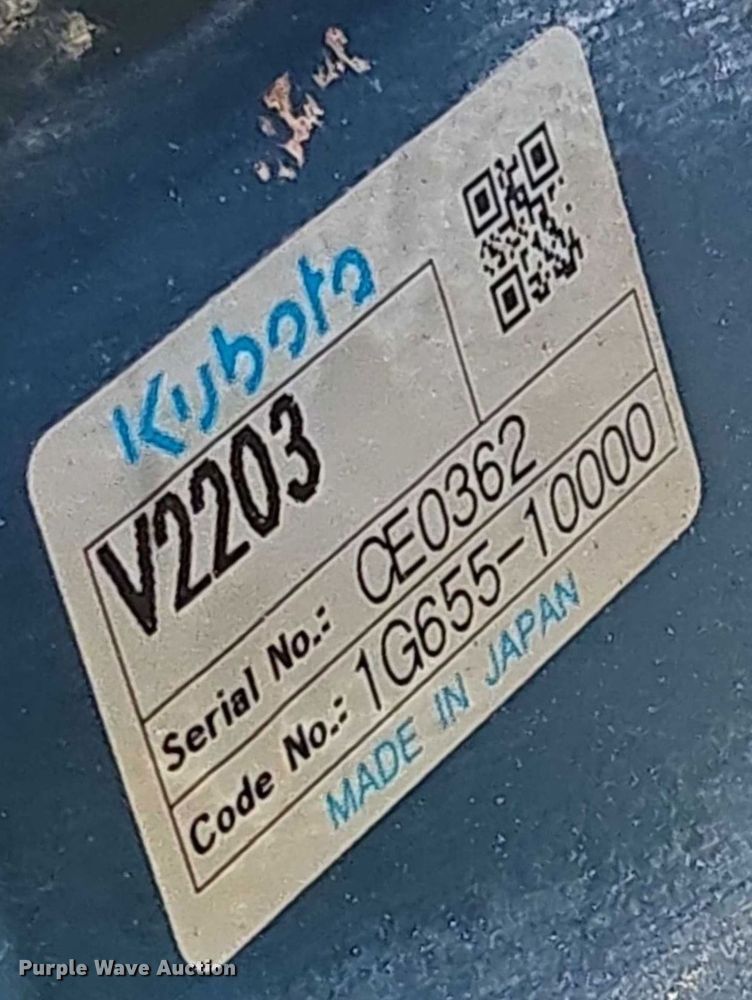 Kubota
V2203
Serial No.: CE0362
Code No.: 1G655-10000
MADE IN JAPAN
Purple Wave Auction